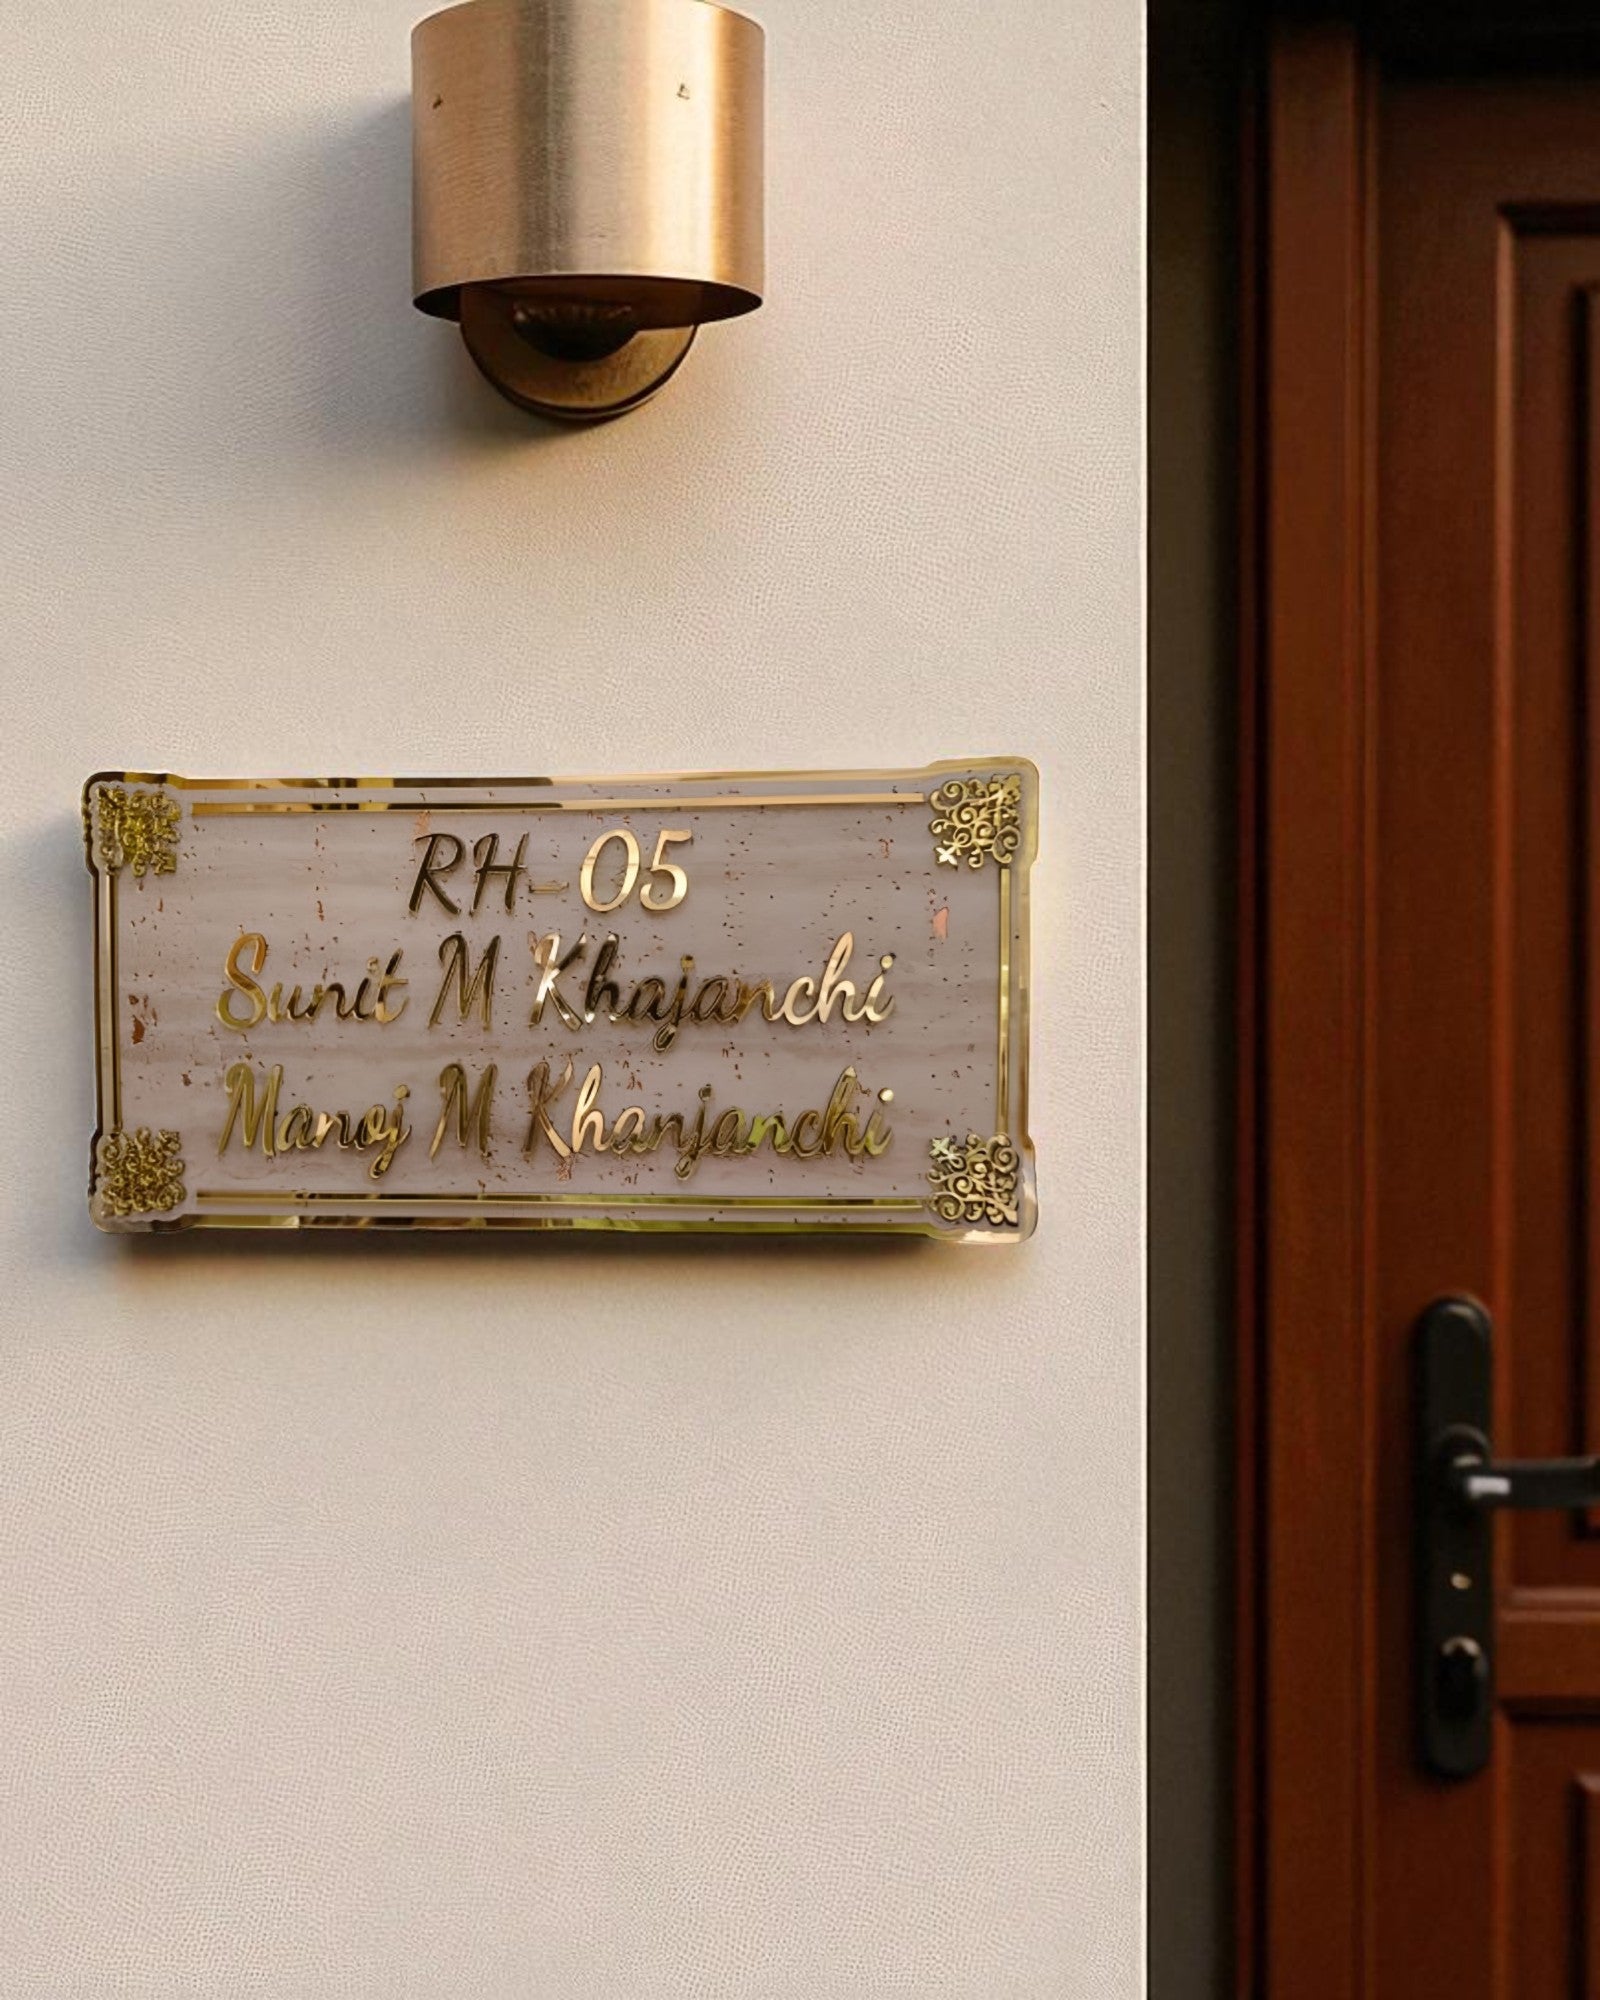 RH-05
Sunit M Khajanchi
Manoj M Khanjanchi